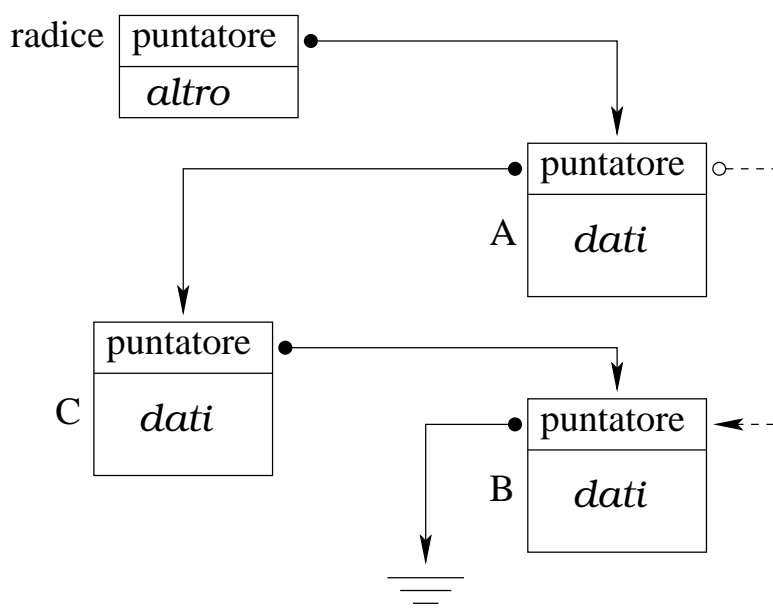 radice
puntatore
altro
puntatore
A
dati
puntatore
C
dati
puntatore
B
dati